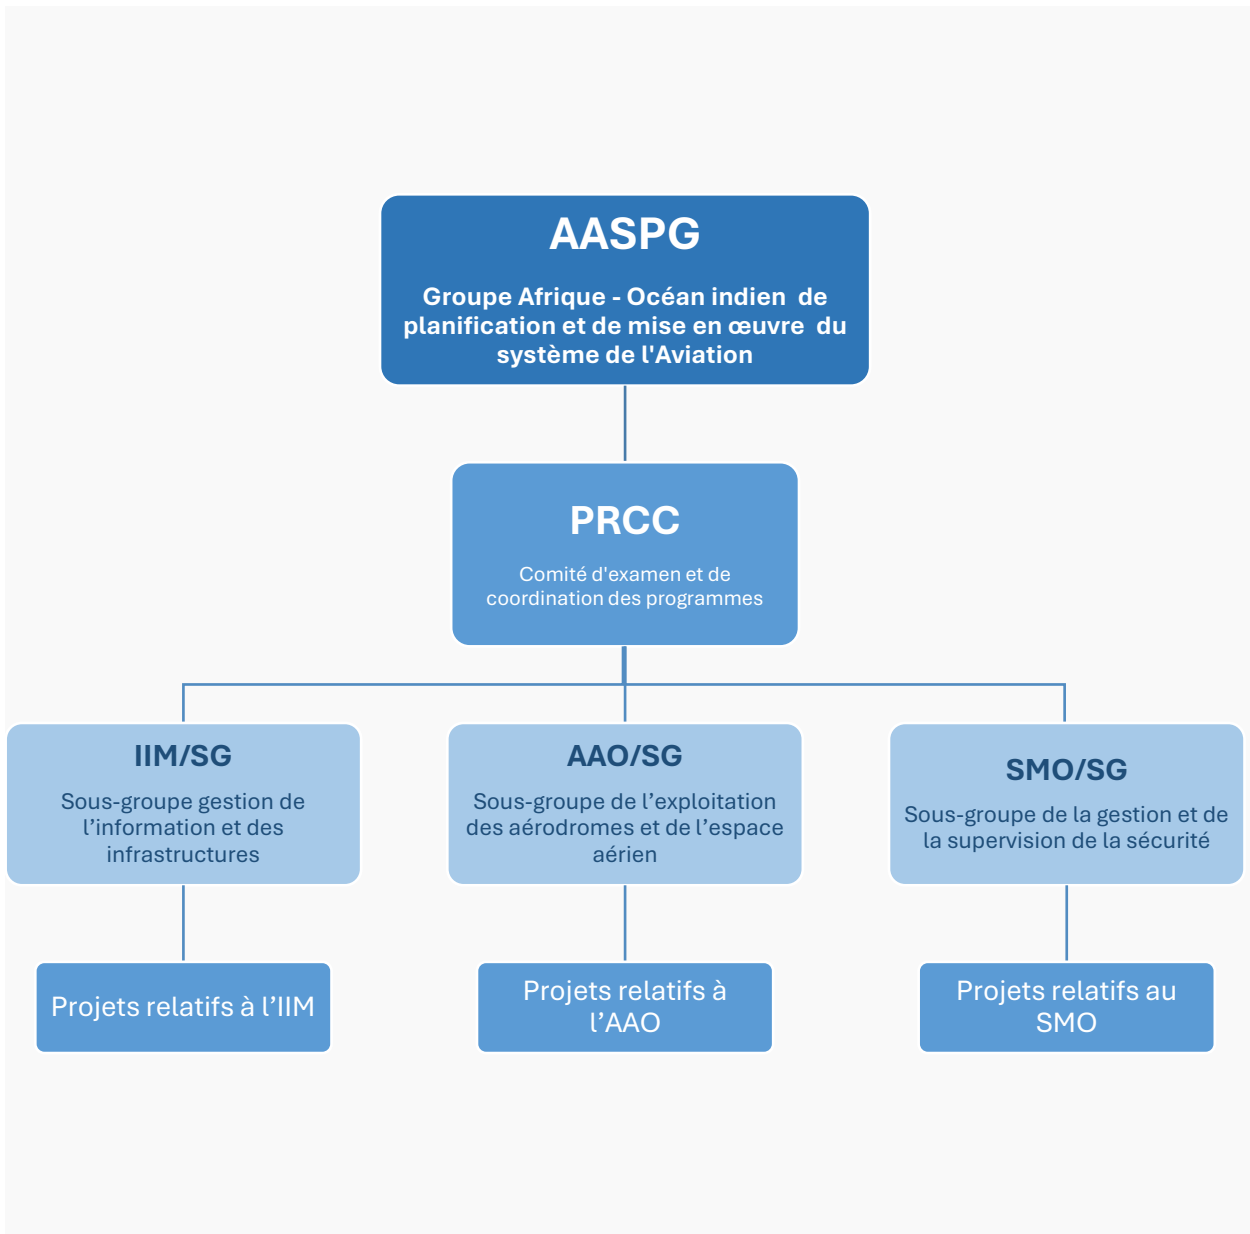 AASPG
Groupe Afrique - Océan indien  de
planification et de mise en œuvre  du
système de l'Aviation
PRCC
Comité d'examen et de
coordination des programmes
IIM/SG
Sous-groupe gestion de
l’information et des
infrastructures
AAO/SG
Sous-groupe de l’exploitation
des aérodromes et de l’espace
aérien
SMO/SG
Sous-groupe de la gestion et de
la supervision de la sécurité
Projets relatifs à l’IIM
Projets relatifs à
l’AAO
Projets relatifs au
SMO